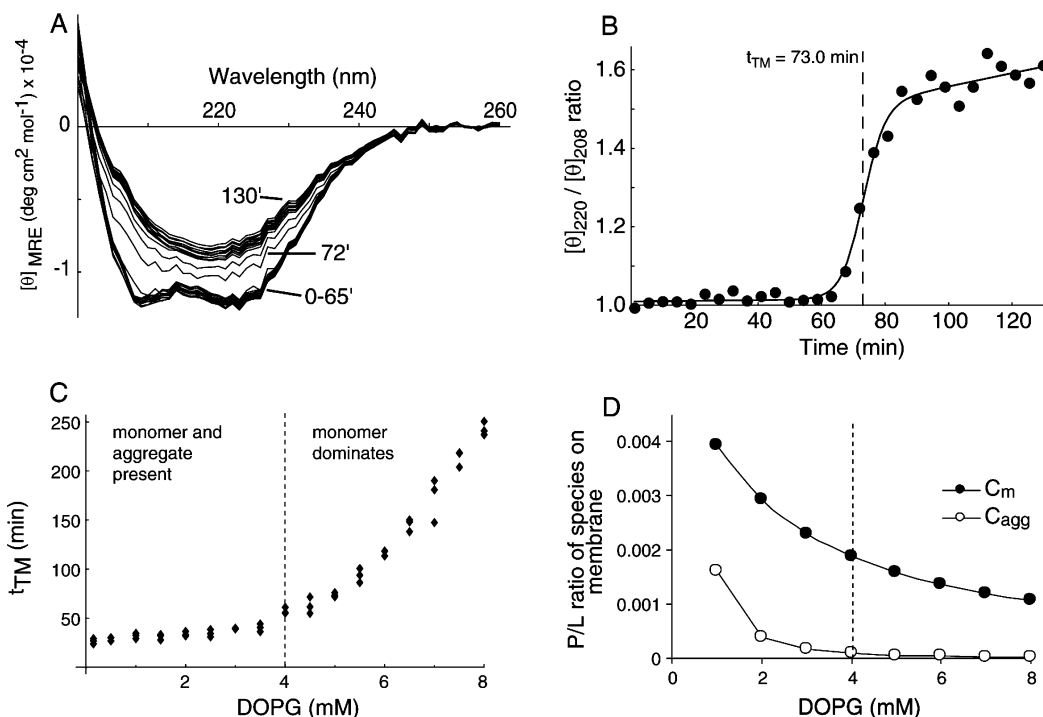 A
[θ]MRE (deg cm2 mol-1) x 10-4
Wavelength (nm)
220
240
260
0
-1
130'
72'
0-65'
B
[θ]220 / [θ]208 ratio
tTM = 73.0 min
1.6
1.4
1.2
1.0
20
40
60
80
100
120
Time (min)
C
tTM (min)
monomer and
aggregate
present
monomer
dominates
250
200
150
100
50
2
4
6
8
DOPG (mM)
D
P/L ratio of species on
membrane
0.004
0.003
0.002
0.001
0
Cm
Cagg
0
2
4
6
8
DOPG (mM)